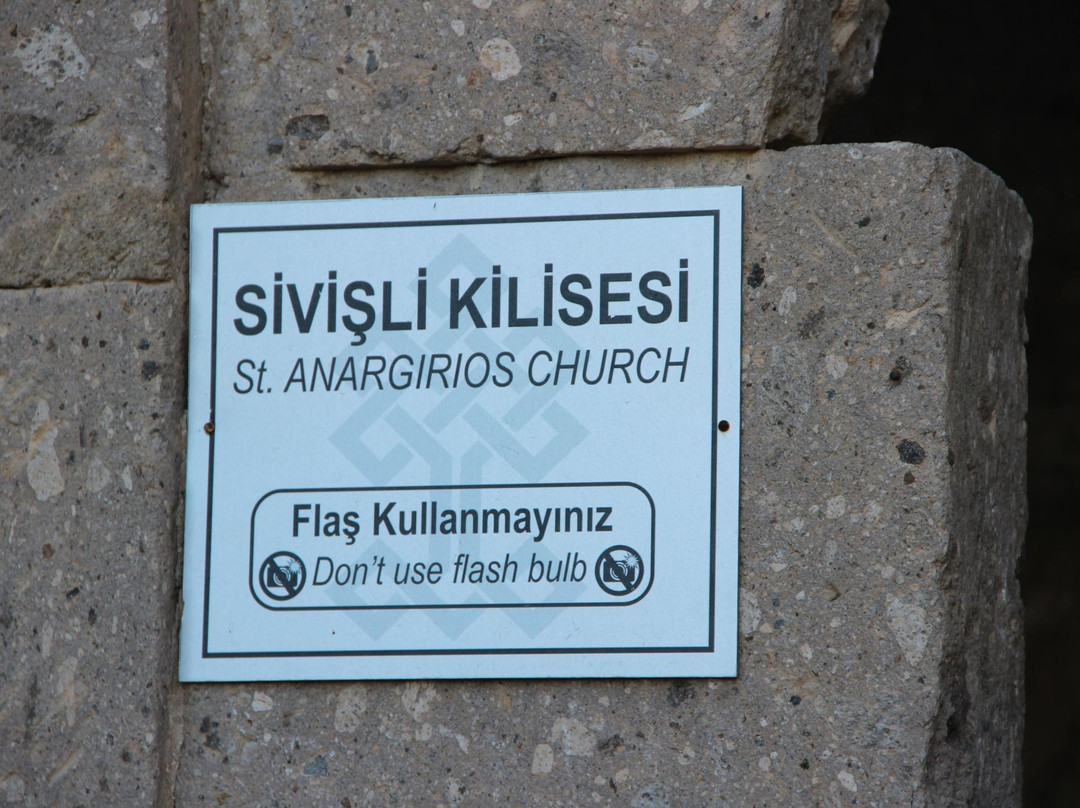 SİVİŞLİ KİLİSESİ
St. ANARGIRIOS CHURCH
Flaş Kullanmayınız
Don't use flash bulb